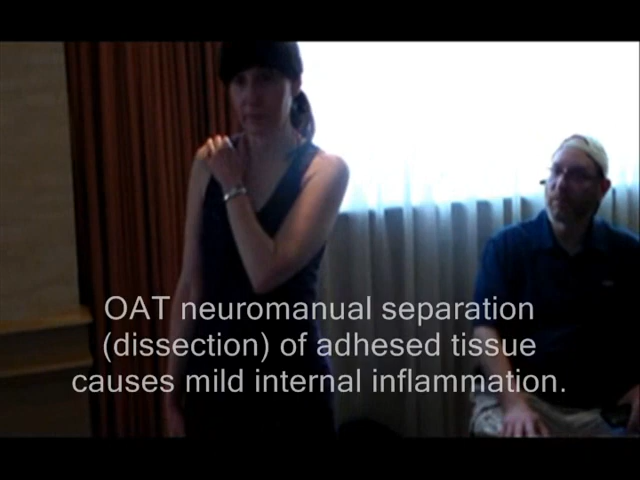 OAT neuromanual separation
(dissection) of adhesed tissue
causes mild internal inflammation.